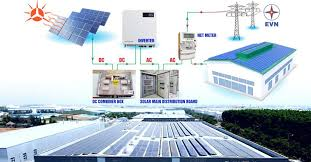 INVERTER
NET METER
EVN
DC
DC
AC
AC
DC COMBINER BOX
SOLAR MAIN DISTRIBUTION BOARD